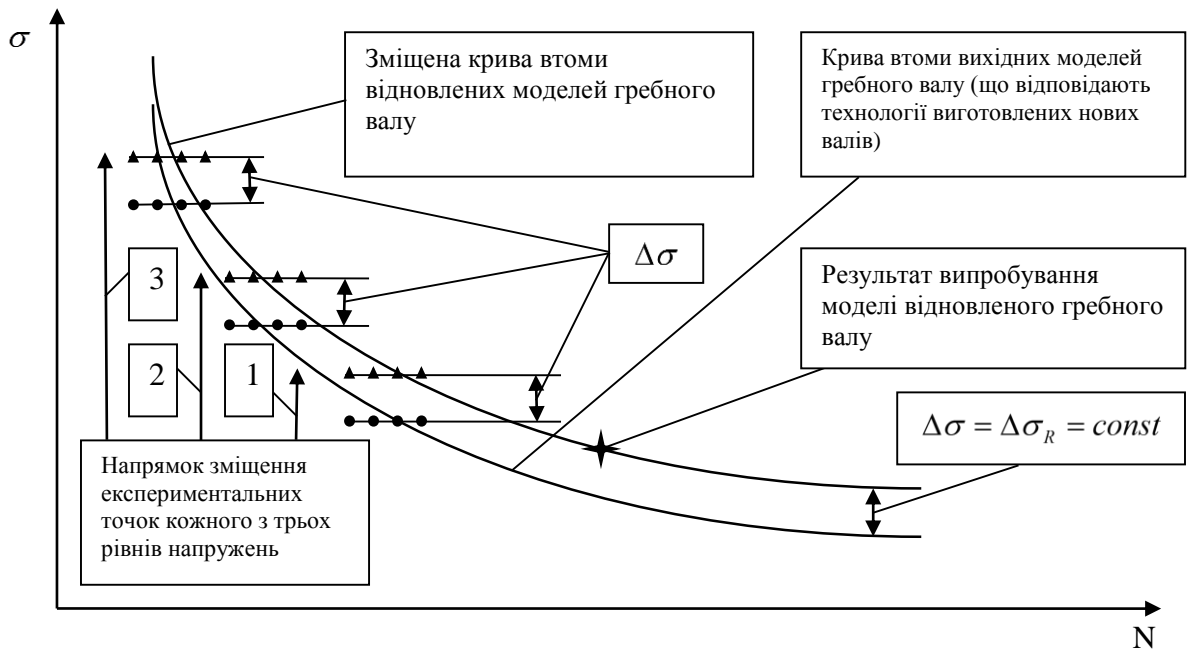 σ
Зміщена крива втоми
відновлених моделей гребного
валу
Крива втоми вихідних моделей
гребного валу (що відповідають
технології виготовлених нових
валів)
Δσ
3
2
1
Результат випробування
моделі відновленого гребного
валу
Δσ = Δσ_R = const
Напрямок зміщення
експериментальних
точок кожного з трьох
рівнів напружень
N